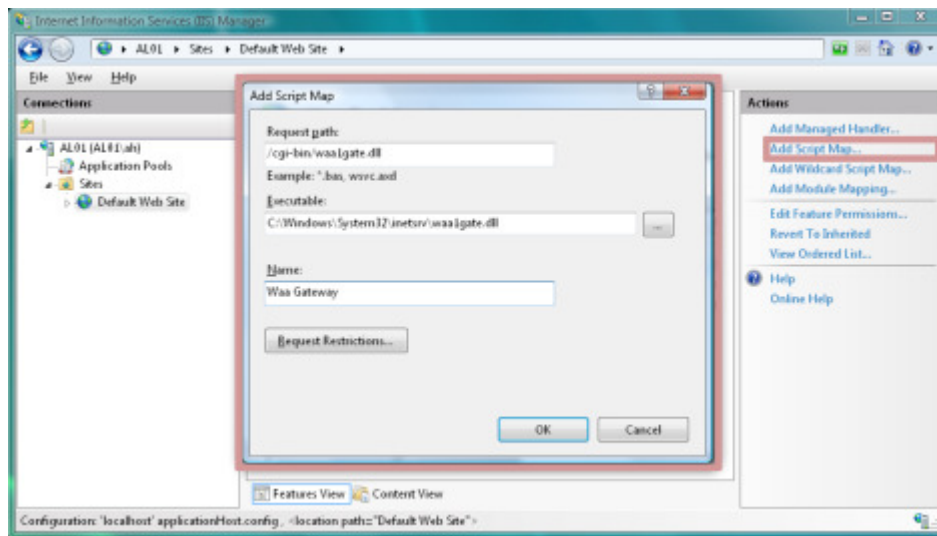 Internet Information Services (IIS) Manager
AL01 Sites Default Web Site
File View Help
Connections
AL01 (AL01\ah)
Application Pools
Sites
Default Web Site
Add Script Map
Request path:
/cgi-bin/waa1gate.dll
Example: *.bas, wsvc.axd
Executable:
C:\Windows\System32\inetsrv\waa1gate.dll
...
Name:
Waa Gateway
Request Restrictions...
OK Cancel
Features View Content View
Actions
Add Managed Handler...
Add Script Map...
Add Wildcard Script Map...
Add Module Mapping...
Edit Feature Permissions...
Revert To Inherited
View Ordered List...
Help
Online Help
Configuration: 'localhost' applicationHost.config, <location path="Default Web Site">